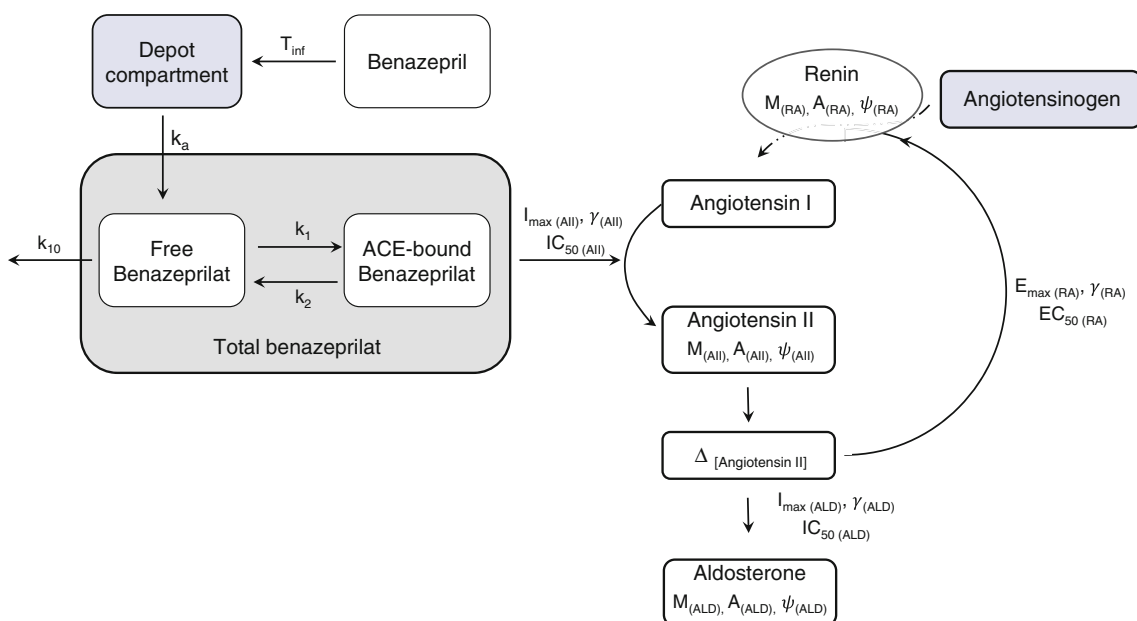 Depot
compartment
T_inf
Benazepril
k_a
k_10
Free
Benazeprilat
k_1
k_2
ACE-bound
Benazeprilat
Total benazeprilat
I_max (AII), γ_(AII)
IC_50 (AII)
Renin
M_(RA), A_(RA), ψ_(RA)
Angiotensinogen
Angiotensin I
Angiotensin II
M_(AII), A_(AII), ψ_(AII)
E_max (RA), γ_(RA)
EC_50 (RA)
Δ [Angiotensin II]
I_max (ALD), γ_(ALD)
IC_50 (ALD)
Aldosterone
M_(ALD), A_(ALD), ψ_(ALD)